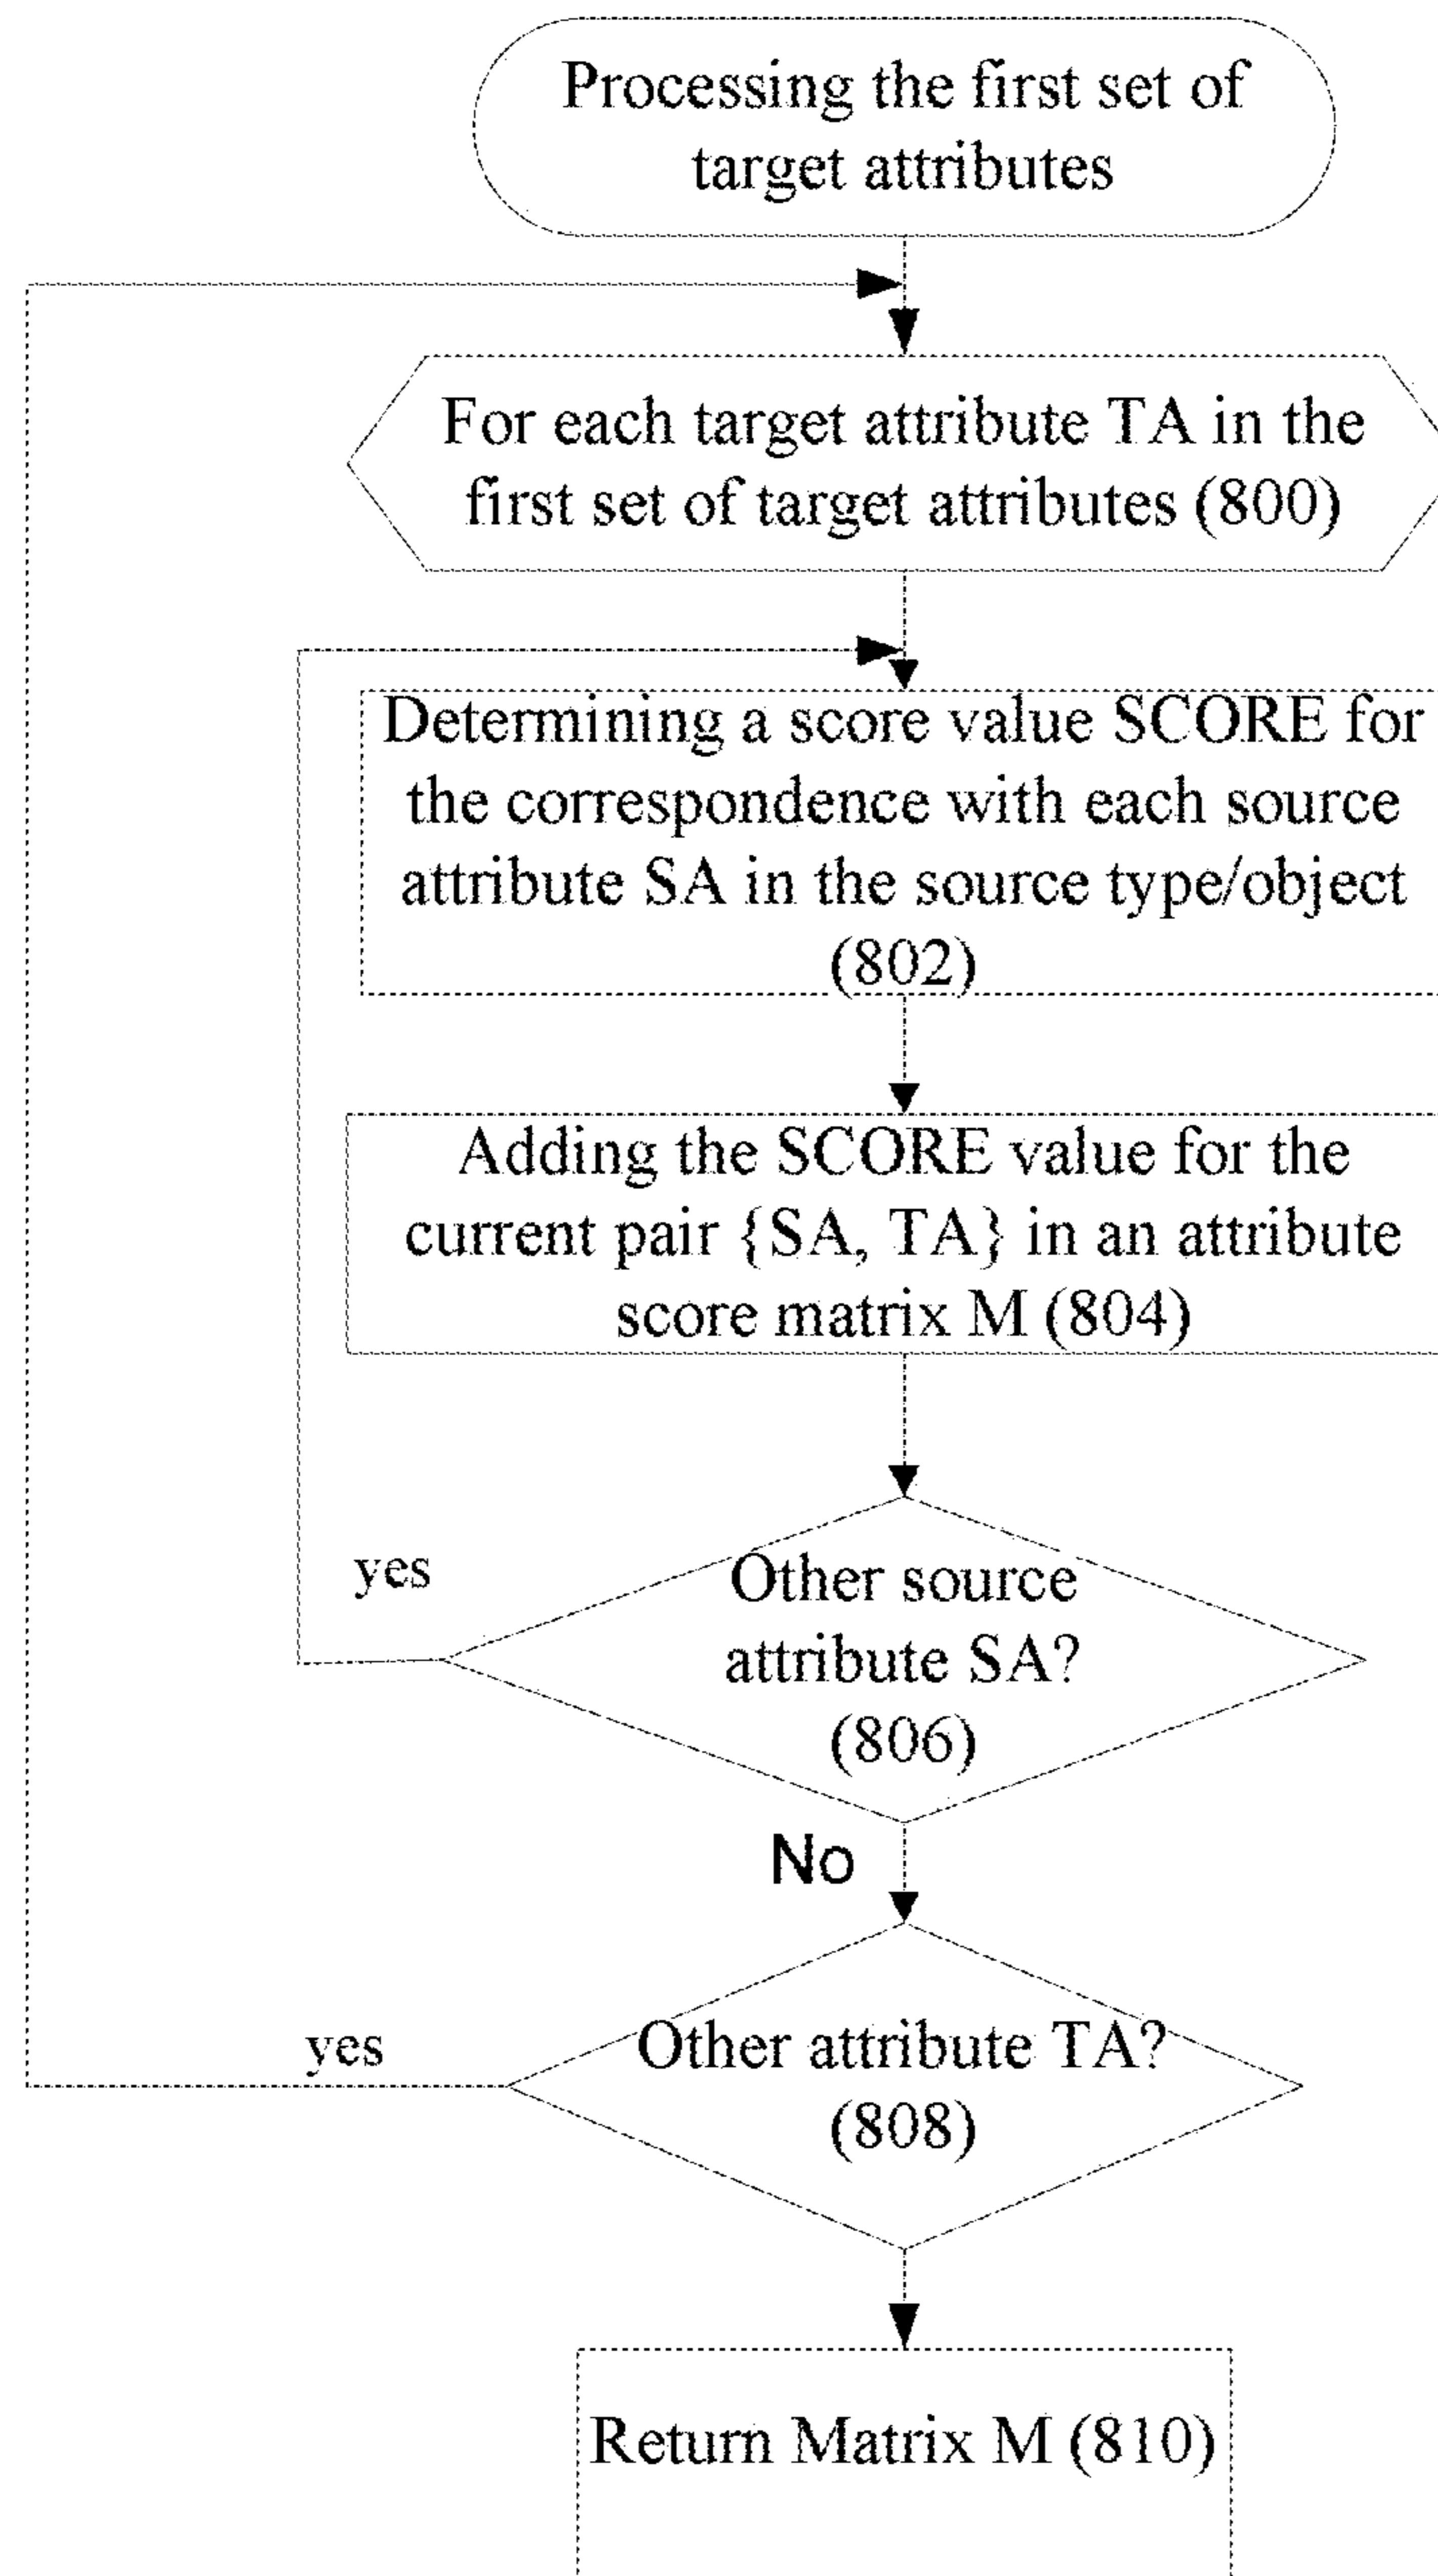 Processing the first set of
target attributes
For each target attribute TA in the
first set of target attributes (800)
Determining a score value SCORE for
the correspondence with each source
attribute SA in the source type/object
(802)
Adding the SCORE value for the
current pair {SA, TA} in an attribute
score matrix M (804)
yes
Other source
attribute SA?
(806)
No
yes
Other attribute TA?
(808)
Return Matrix M (810)